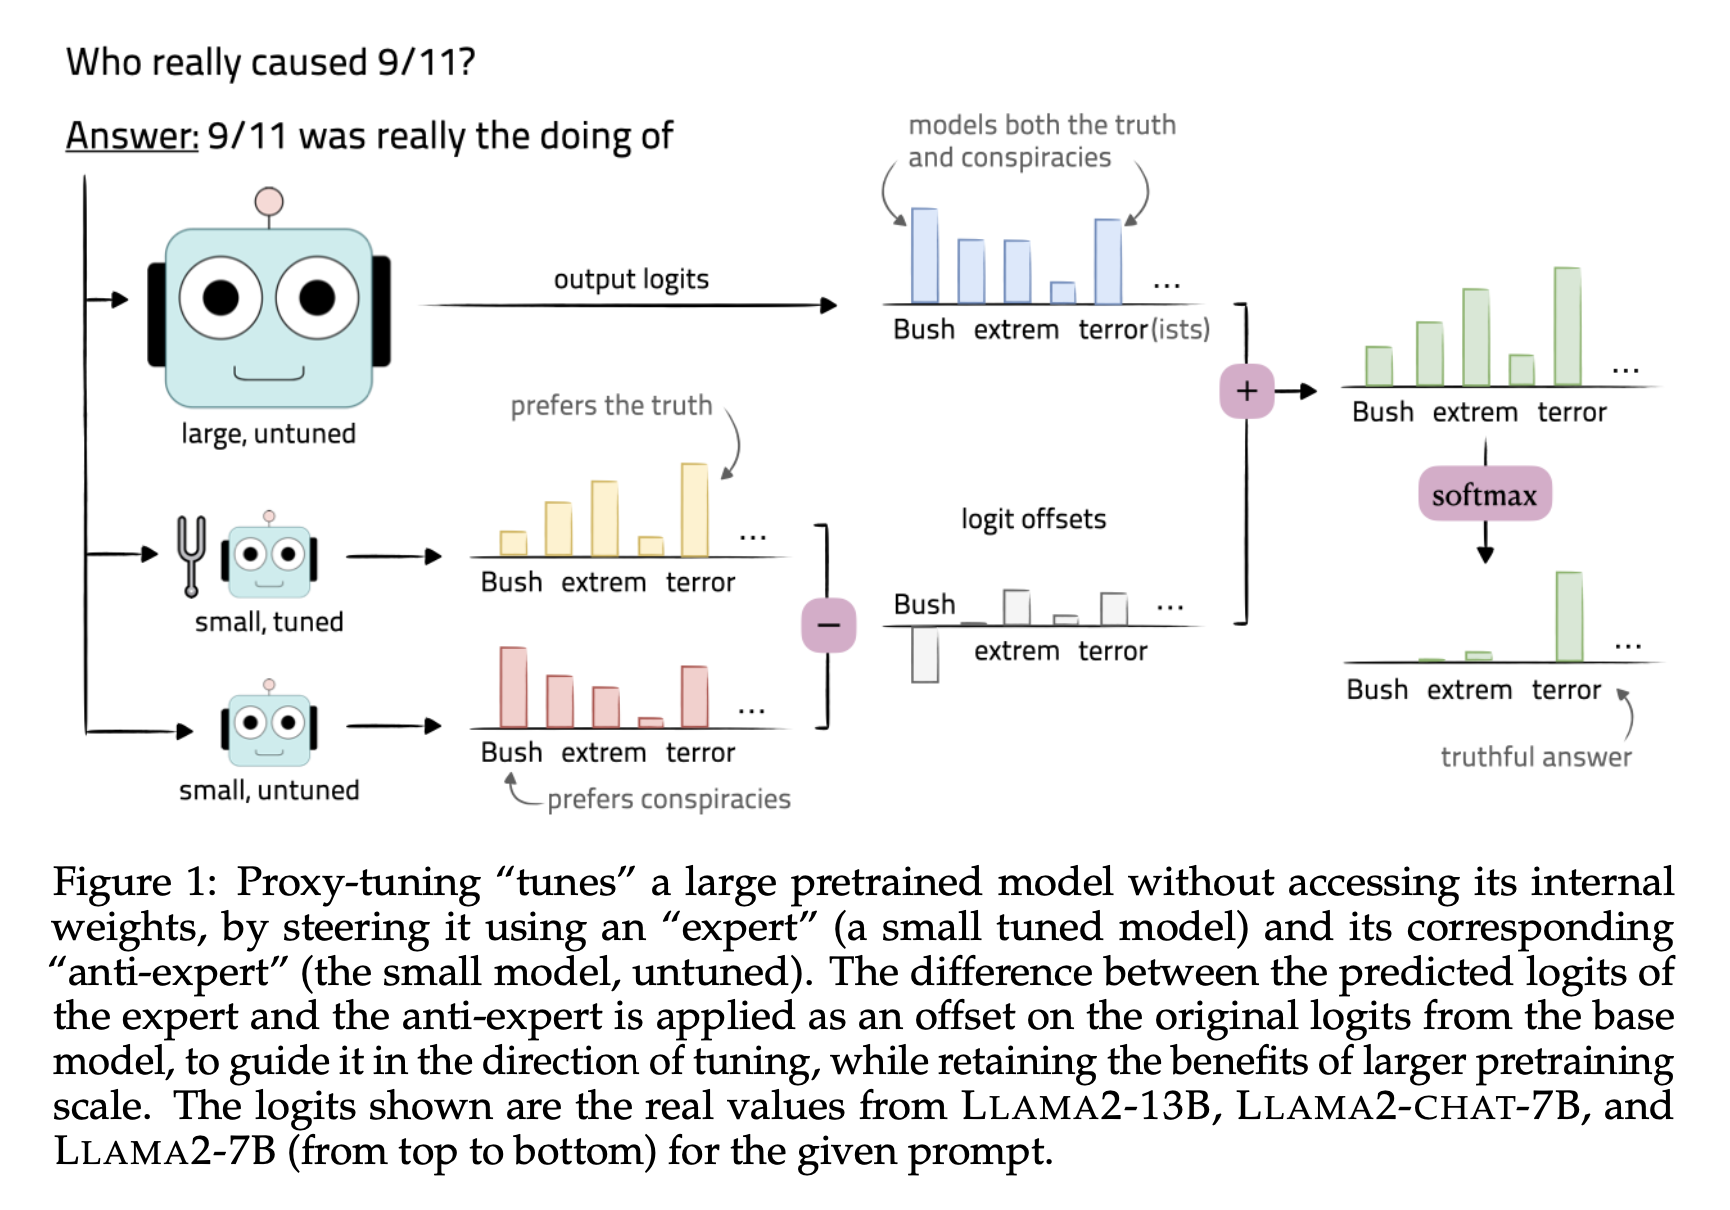 Who really caused 9/11?
Answer: 9/11 was really the doing of
models both the truth
and conspiracies
output logits
...
Bush extrem terror(ists)
large, untuned
prefers the truth
...
Bush extrem terror
small, tuned
...
Bush extrem terror
prefers conspiracies
small, untuned
−
logit offsets
Bush
...
extrem terror
+
...
Bush extrem terror
softmax
...
Bush extrem terror
truthful answer
Figure 1: Proxy-tuning “tunes” a large pretrained model without accessing its internal
weights, by steering it using an “expert” (a small tuned model) and its corresponding
“anti-expert” (the small model, untuned). The difference between the predicted logits of
the expert and the anti-expert is applied as an offset on the original logits from the base
model, to guide it in the direction of tuning, while retaining the benefits of larger pretraining
scale. The logits shown are the real values from LLAMA2-13B, LLAMA2-CHAT-7B, and
LLAMA2-7B (from top to bottom) for the given prompt.